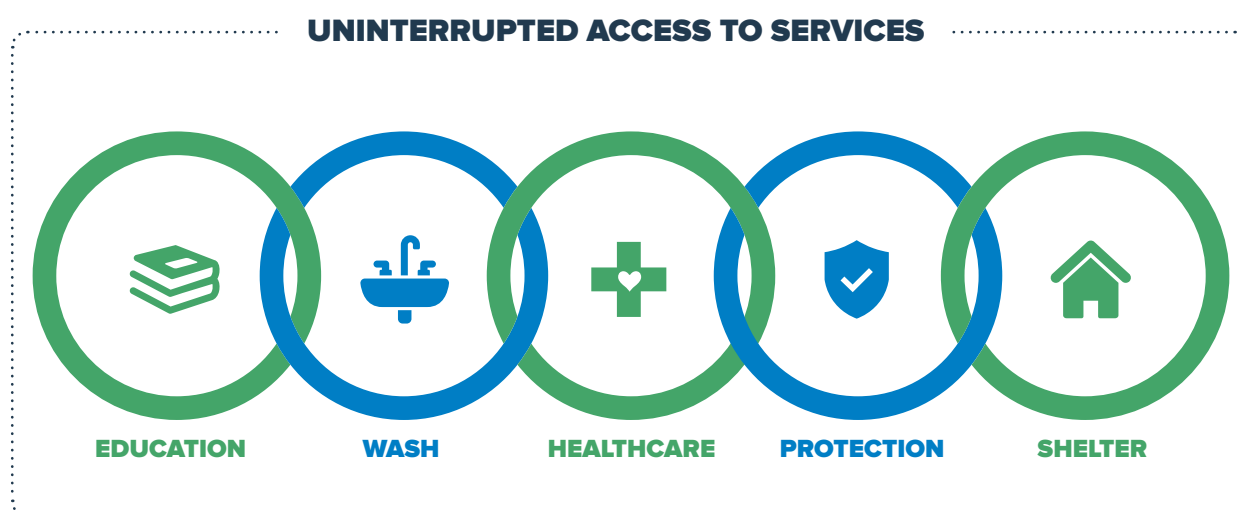 UNINTERRUPTED ACCESS TO SERVICES
EDUCATION
WASH
HEALTHCARE
PROTECTION
SHELTER